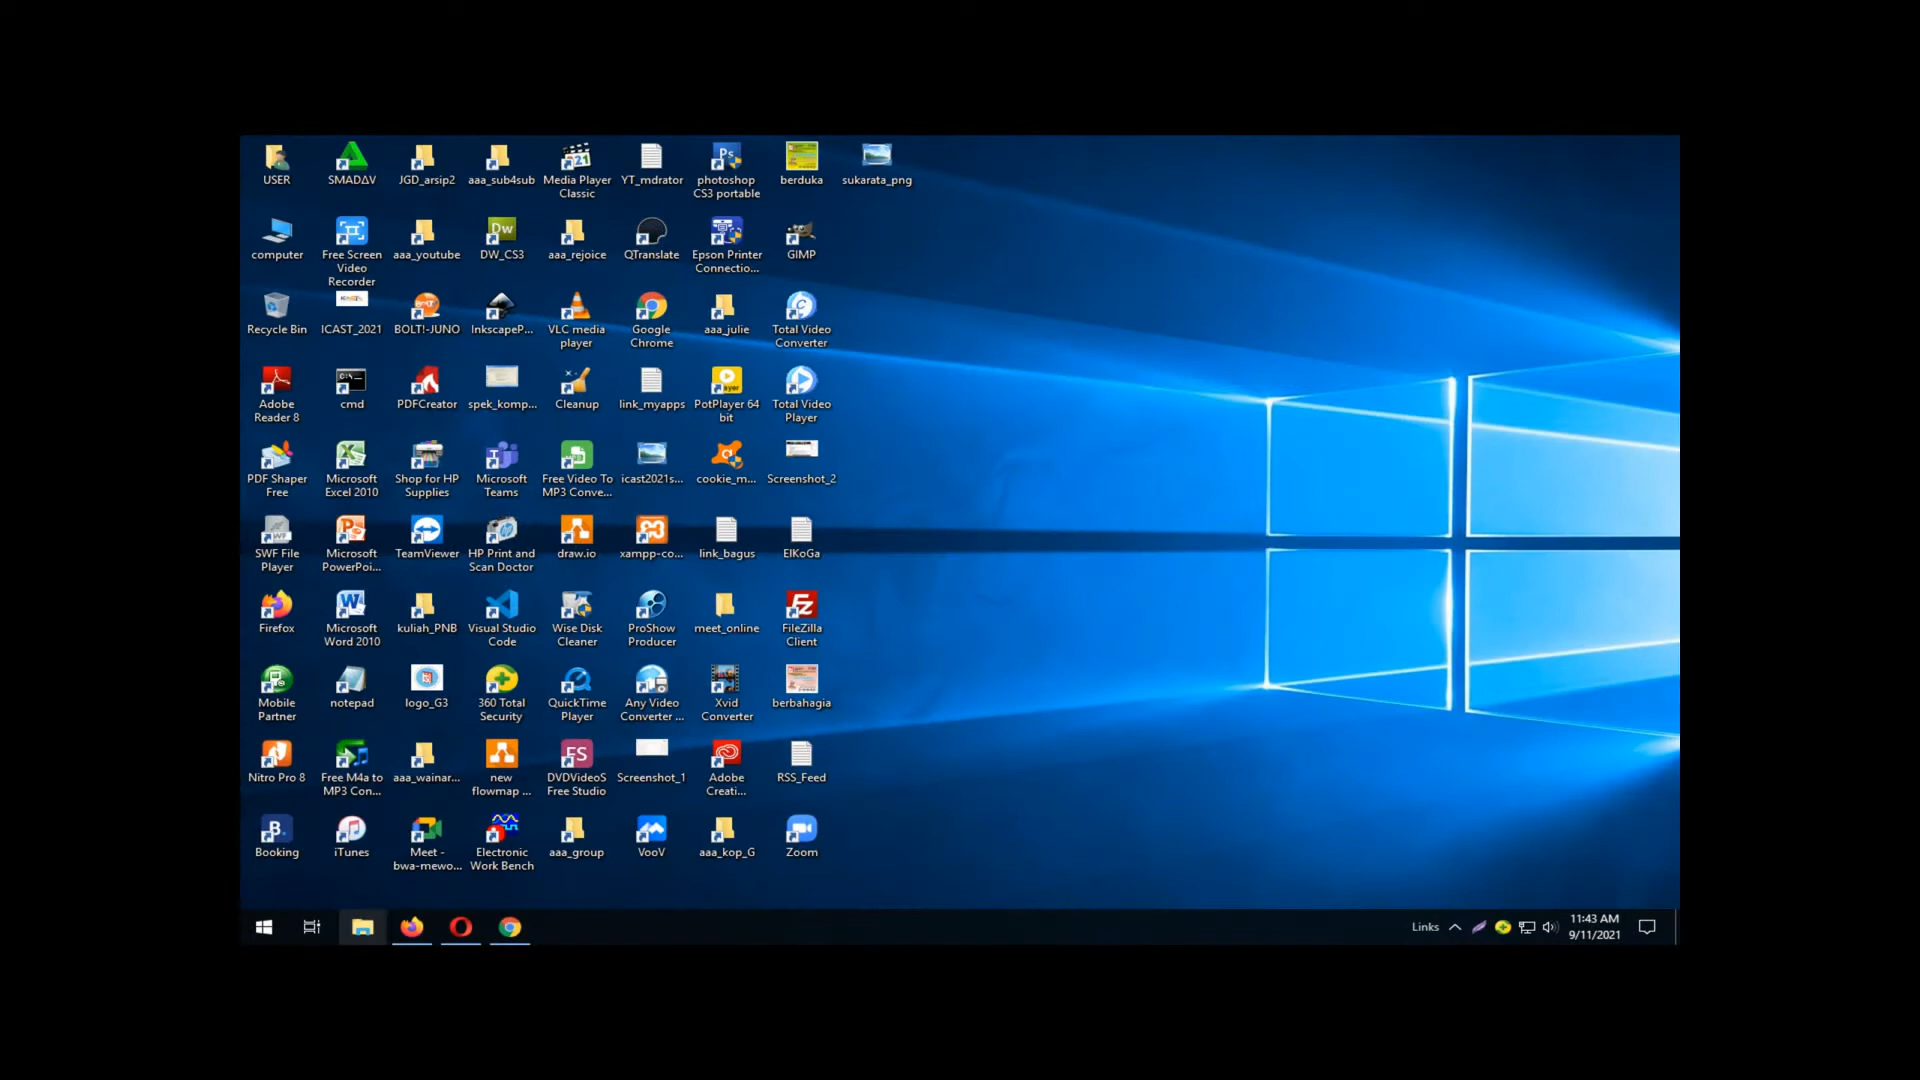 USER
SMADΔV
JGD_arsip2
aaa_sub4sub
Media Player
Classic
YT_mdrator
photoshop
CS3 portable
berduka
sukarata_png
computer
Free Screen
Video
Recorder
aaa_youtube
DW_CS3
aaa_rejoice
QTranslate
Epson Printer
Connectio...
GIMP
Recycle Bin
ICAST_2021
BOLT!-JUNO
InkscapeP...
VLC media
player
Google
Chrome
aaa_julie
Total Video
Converter
Adobe
Reader 8
cmd
PDFCreator
spek_komp...
Cleanup
link_myapps
PotPlayer 64
bit
Total Video
Player
PDF Shaper
Free
Microsoft
Excel 2010
Shop for HP
Supplies
Microsoft
Teams
Free Video To
MP3 Conve...
icast2021s...
cookie_m...
Screenshot_2
SWF File
Player
Microsoft
PowerPoi...
TeamViewer
HP Print and
Scan Doctor
draw.io
xampp-co...
link_bagus
ElKoGa
Firefox
Microsoft
Word 2010
kuliah_PNB
Visual Studio
Code
Wise Disk
Cleaner
ProShow
Producer
meet_online
FileZilla
Client
Mobile
Partner
notepad
logo_G3
360 Total
Security
QuickTime
Player
Any Video
Converter ...
Xvid
Converter
berbahagia
Nitro Pro 8
Free M4a to
MP3 Con...
aaa_wainar...
new
flowmap ...
DVDVideoS
Free Studio
Screenshot_1
Adobe
Creati...
RSS_Feed
Booking
iTunes
Meet -
bwa-mewo...
Electronic
Work Bench
aaa_group
VooV
aaa_kop_G
Zoom
Links
11:43 AM
9/11/2021